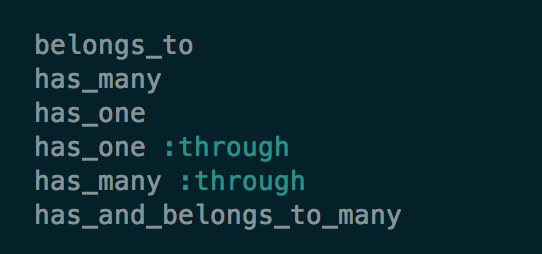 belongs_to
has_many
has_one
has_one :through
has_many :through
has_and_belongs_to_many